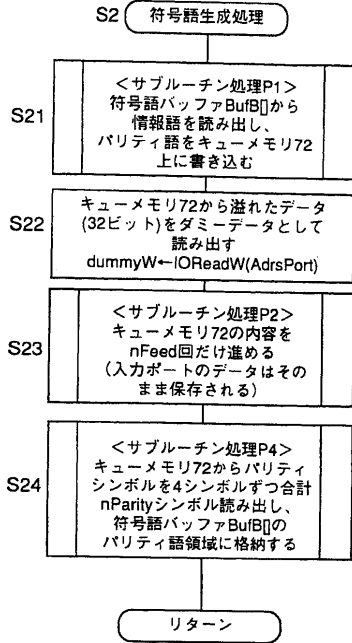 S2
符号語生成処理
S21
<サブルーチン処理P1>
符号語バッファBufB[]から
情報語を読み出し、
パリティ語をキューメモリ72
上に書き込む
S22
キューメモリ72から溢れたデータ
(32ビット)をダミーデータとして
読み出す
dummyW←IOReadW(AdrsPort)
S23
<サブルーチン処理P2>
キューメモリ72の内容を
nFeed回だけ進める
(入力ポートのデータはその
まま保存される)
S24
<サブルーチン処理P4>
キューメモリ72からパリティ
シンボルを4シンボルずつ合計
nParityシンボル読み出し、
符号語バッファBufB[]の
パリティ語領域に格納する
リターン